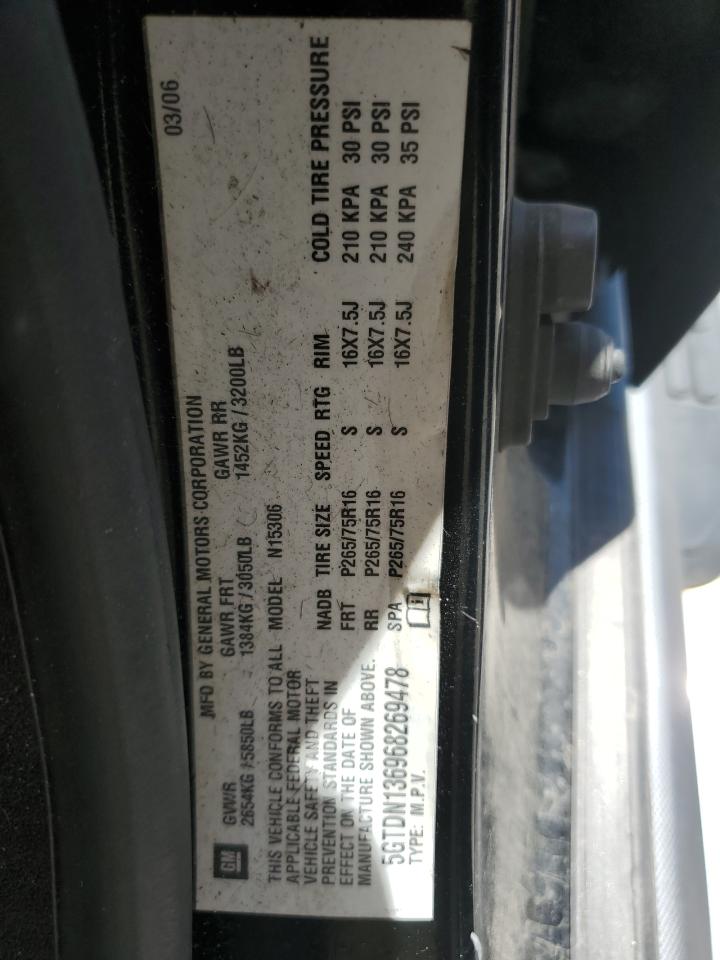 GM
MFD BY GENERAL MOTORS CORPORATION 03/06
GVWR GAWR FRT GAWR RR
2654KG/5850LB 1384KG/3050LB 1452KG/3200LB
THIS VEHICLE CONFORMS TO ALL
APPLICABLE FEDERAL MOTOR
VEHICLE SAFETY AND THEFT
PREVENTION STANDARDS IN
EFFECT ON THE DATE OF
MANUFACTURE SHOWN ABOVE.
5GTDN136968269478
TYPE: M.P.V.
MODEL N15306
NADB TIRE SIZE SPEED RTG RIM COLD TIRE PRESSURE
FRT P265/75R16 S 16X7.5J 210 KPA 30 PSI
RR P265/75R16 S 16X7.5J 210 KPA 30 PSI
SPA P265/75R16 S 16X7.5J 240 KPA 35 PSI